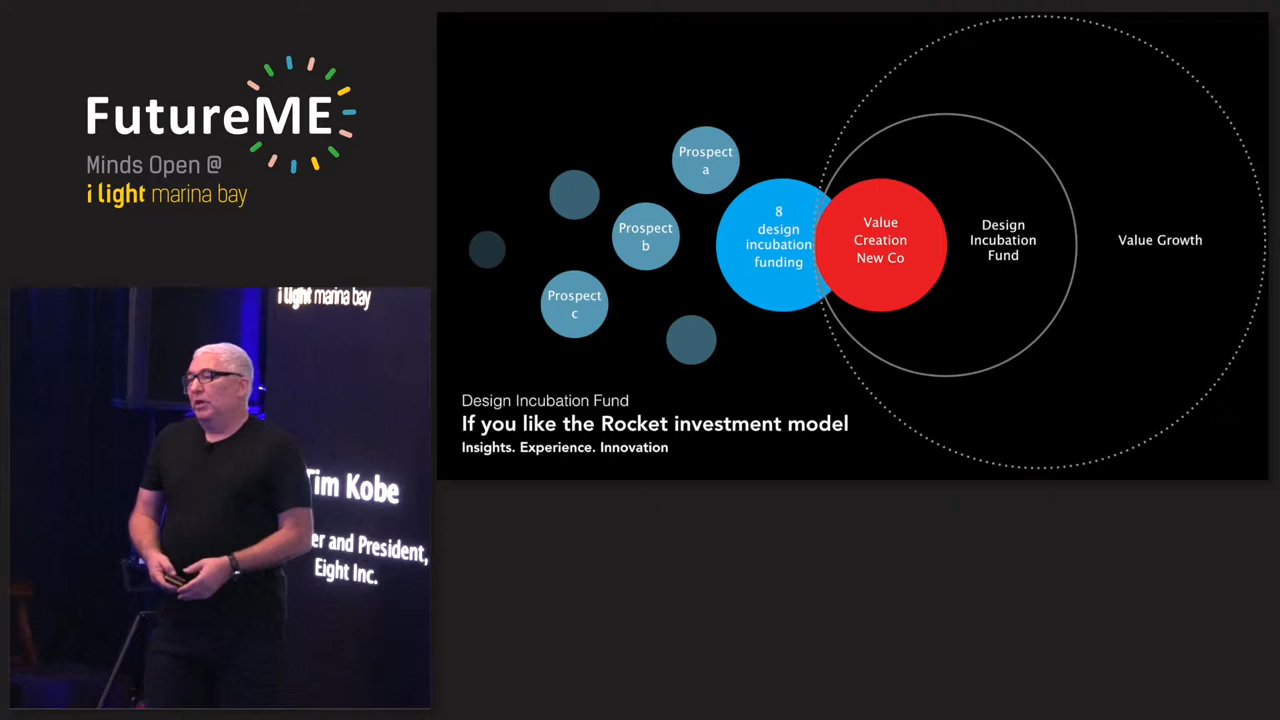 FutureME
Minds Open @
i light marina bay
Prospect
a
Prospect
b
Prospect
c
8
design
incubation
funding
Value
Creation
New Co
Design
Incubation
Fund
Value Growth
Design Incubation Fund
If you like the Rocket investment model
Insights. Experience. Innovation
i light marina bay
Tim Kobe
er and President,
Eight Inc.